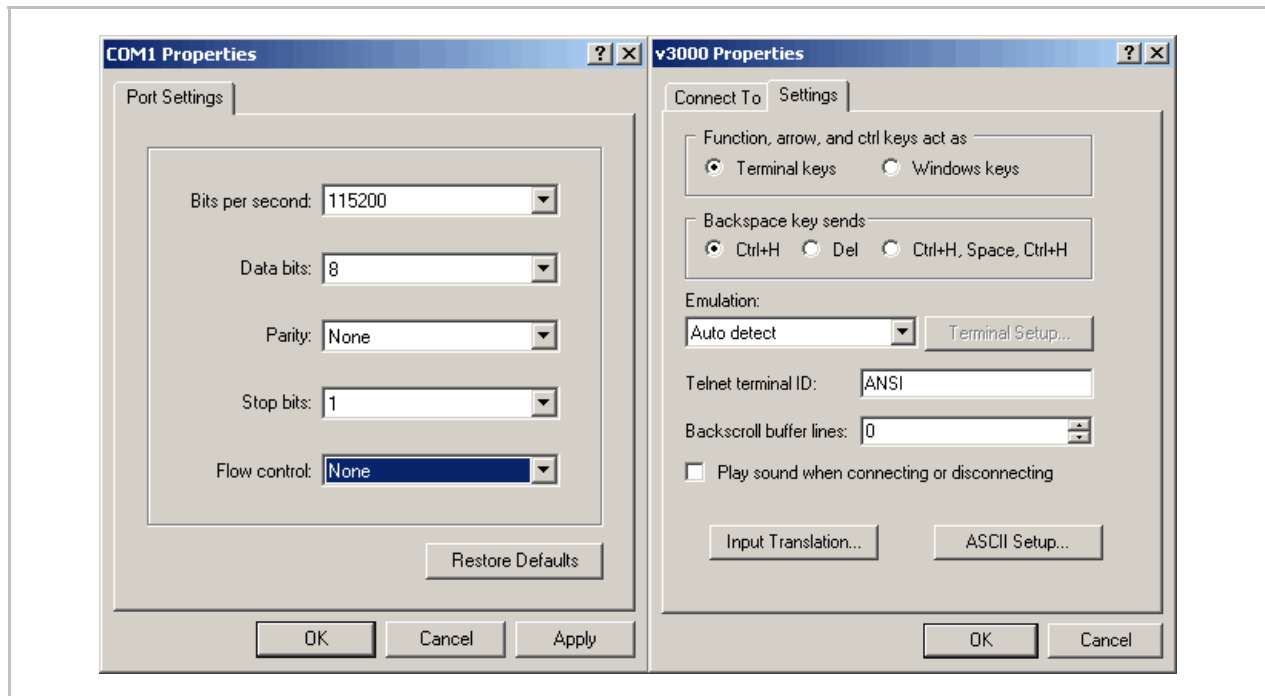 COM1 Properties
Port Settings
Bits per second: 115200
Data bits: 8
Parity: None
Stop bits: 1
Flow control: None
Restore Defaults
OK Cancel Apply
v3000 Properties
Connect To Settings
Function, arrow, and ctrl keys act as
Terminal keys Windows keys
Backspace key sends
Ctrl+H Del Ctrl+H, Space, Ctrl+H
Emulation:
Auto detect Terminal Setup...
Telnet terminal ID: ANSI
Backscroll buffer lines: 0
Play sound when connecting or disconnecting
Input Translation... ASCII Setup...
OK Cancel